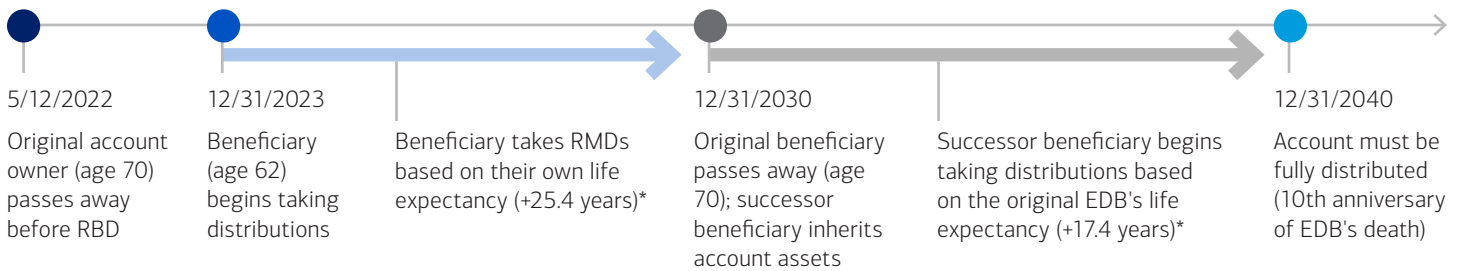 5/12/2022
Original account
owner (age 70)
passes away
before RBD
12/31/2023
Beneficiary
(age 62)
begins taking
distributions
Beneficiary takes RMDs
based on their own life
expectancy (+25.4 years)*
12/31/2030
Original beneficiary
passes away (age
70); successor
beneficiary inherits
account assets
Successor beneficiary begins
taking distributions based
on the original EDB's life
expectancy (+17.4 years)*
12/31/2040
Account must be
fully distributed
(10th anniversary
of EDB's death)